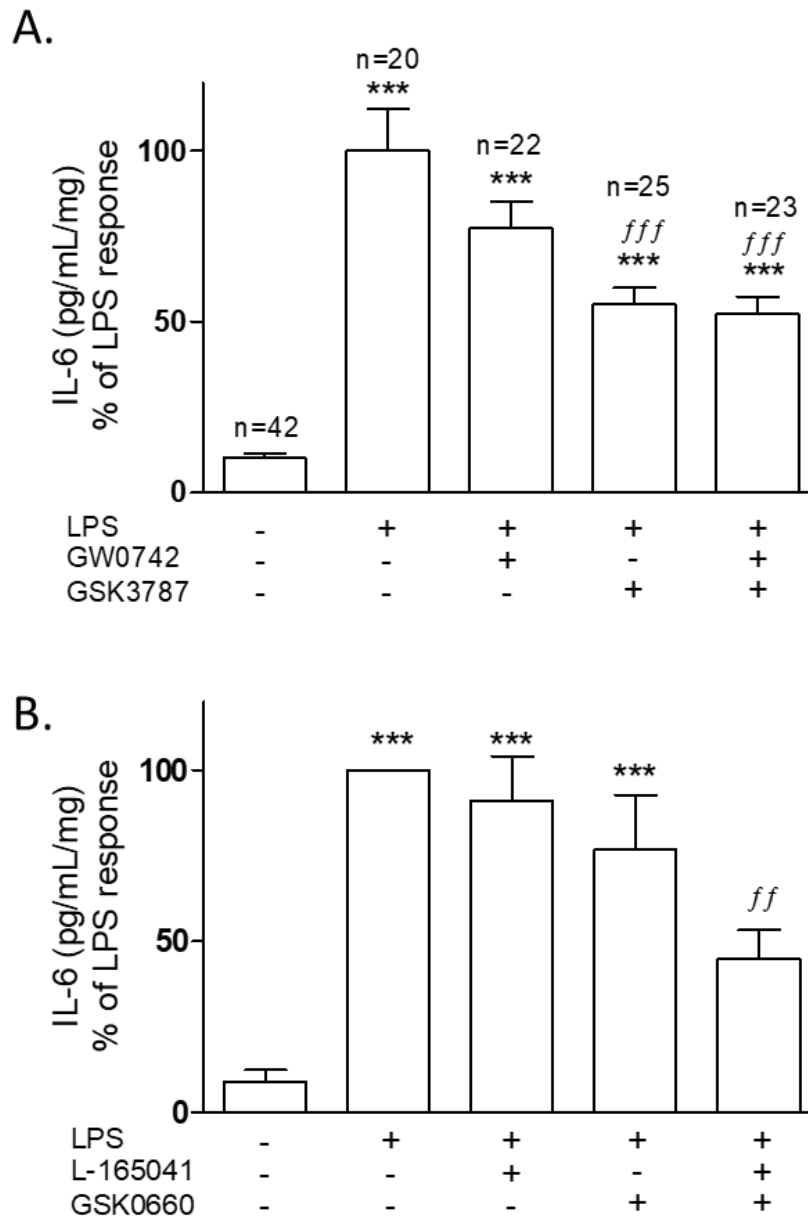 A.
n=20
***
n=22
***
n=25
fff
***
n=23
fff
***
n=42
100
50
0
IL-6 (pg/mL/mg)
% of LPS response
LPS - + + + +
GW0742 - - + - +
GSK3787 - - - + +
B.
*** *** ***
ff
100
50
0
IL-6 (pg/mL/mg)
% of LPS response
LPS - + + + +
L-165041 - - + - +
GSK0660 - - - + +